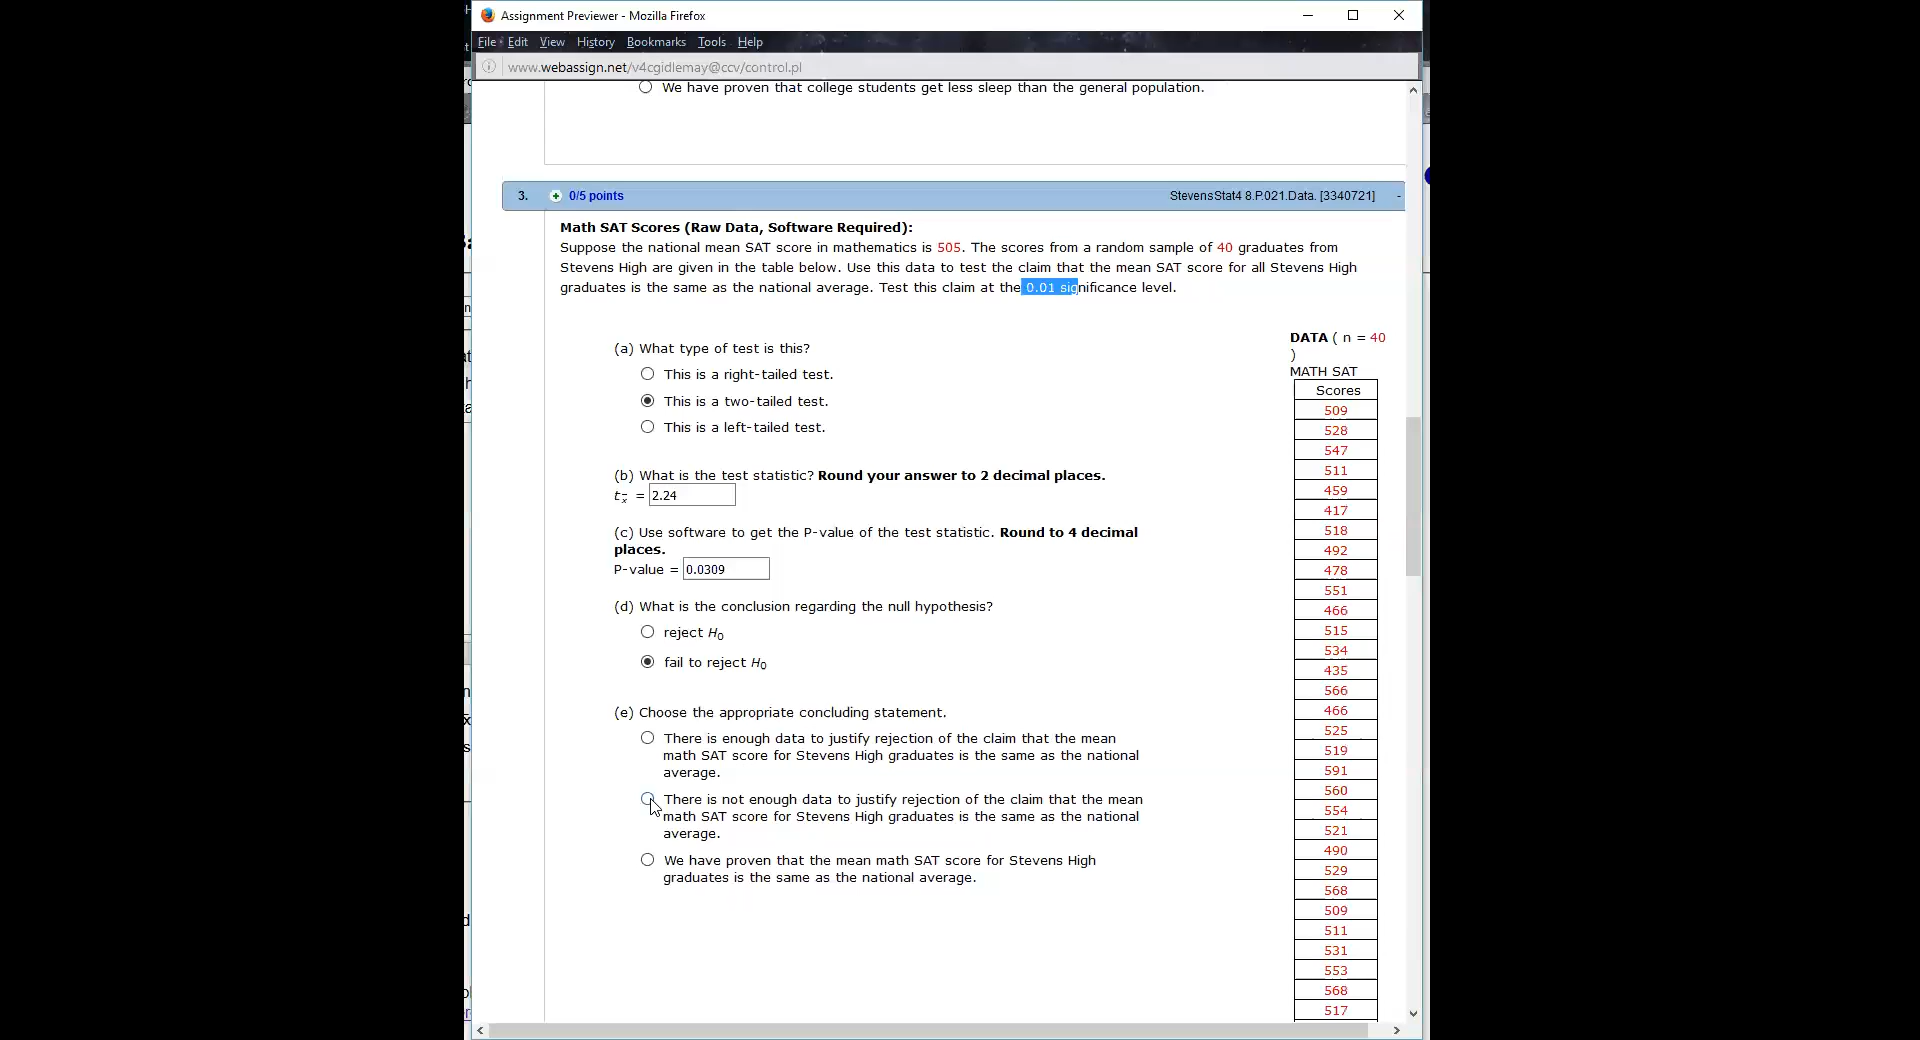 Assignment Previewer - Mozilla Firefox
File Edit View History Bookmarks Tools Help
www.webassign.net/v4cgidlemay@ccv/control.pl
We have proven that college students get less sleep than the general population.
3. + 0/5 points StevensStat4 8.P.021.Data. [3340721] -
Math SAT Scores (Raw Data, Software Required):
Suppose the national mean SAT score in mathematics is 505. The scores from a random sample of 40 graduates from
Stevens High are given in the table below. Use this data to test the claim that the mean SAT score for all Stevens High
graduates is the same as the national average. Test this claim at the 0.01 significance level.
(a) What type of test is this?
This is a right-tailed test.
This is a two-tailed test.
This is a left-tailed test.
(b) What is the test statistic? Round your answer to 2 decimal places.
t x̄ = 2.24
(c) Use software to get the P-value of the test statistic. Round to 4 decimal
places.
P-value = 0.0309
(d) What is the conclusion regarding the null hypothesis?
reject H0
fail to reject H0
(e) Choose the appropriate concluding statement.
There is enough data to justify rejection of the claim that the mean
math SAT score for Stevens High graduates is the same as the national
average.
There is not enough data to justify rejection of the claim that the mean
math SAT score for Stevens High graduates is the same as the national
average.
We have proven that the mean math SAT score for Stevens High
graduates is the same as the national average.
DATA ( n = 40
)
MATH SAT
Scores
509
528
547
511
459
417
518
492
478
551
466
515
534
435
566
466
525
519
591
560
554
521
490
529
568
509
511
531
553
568
517